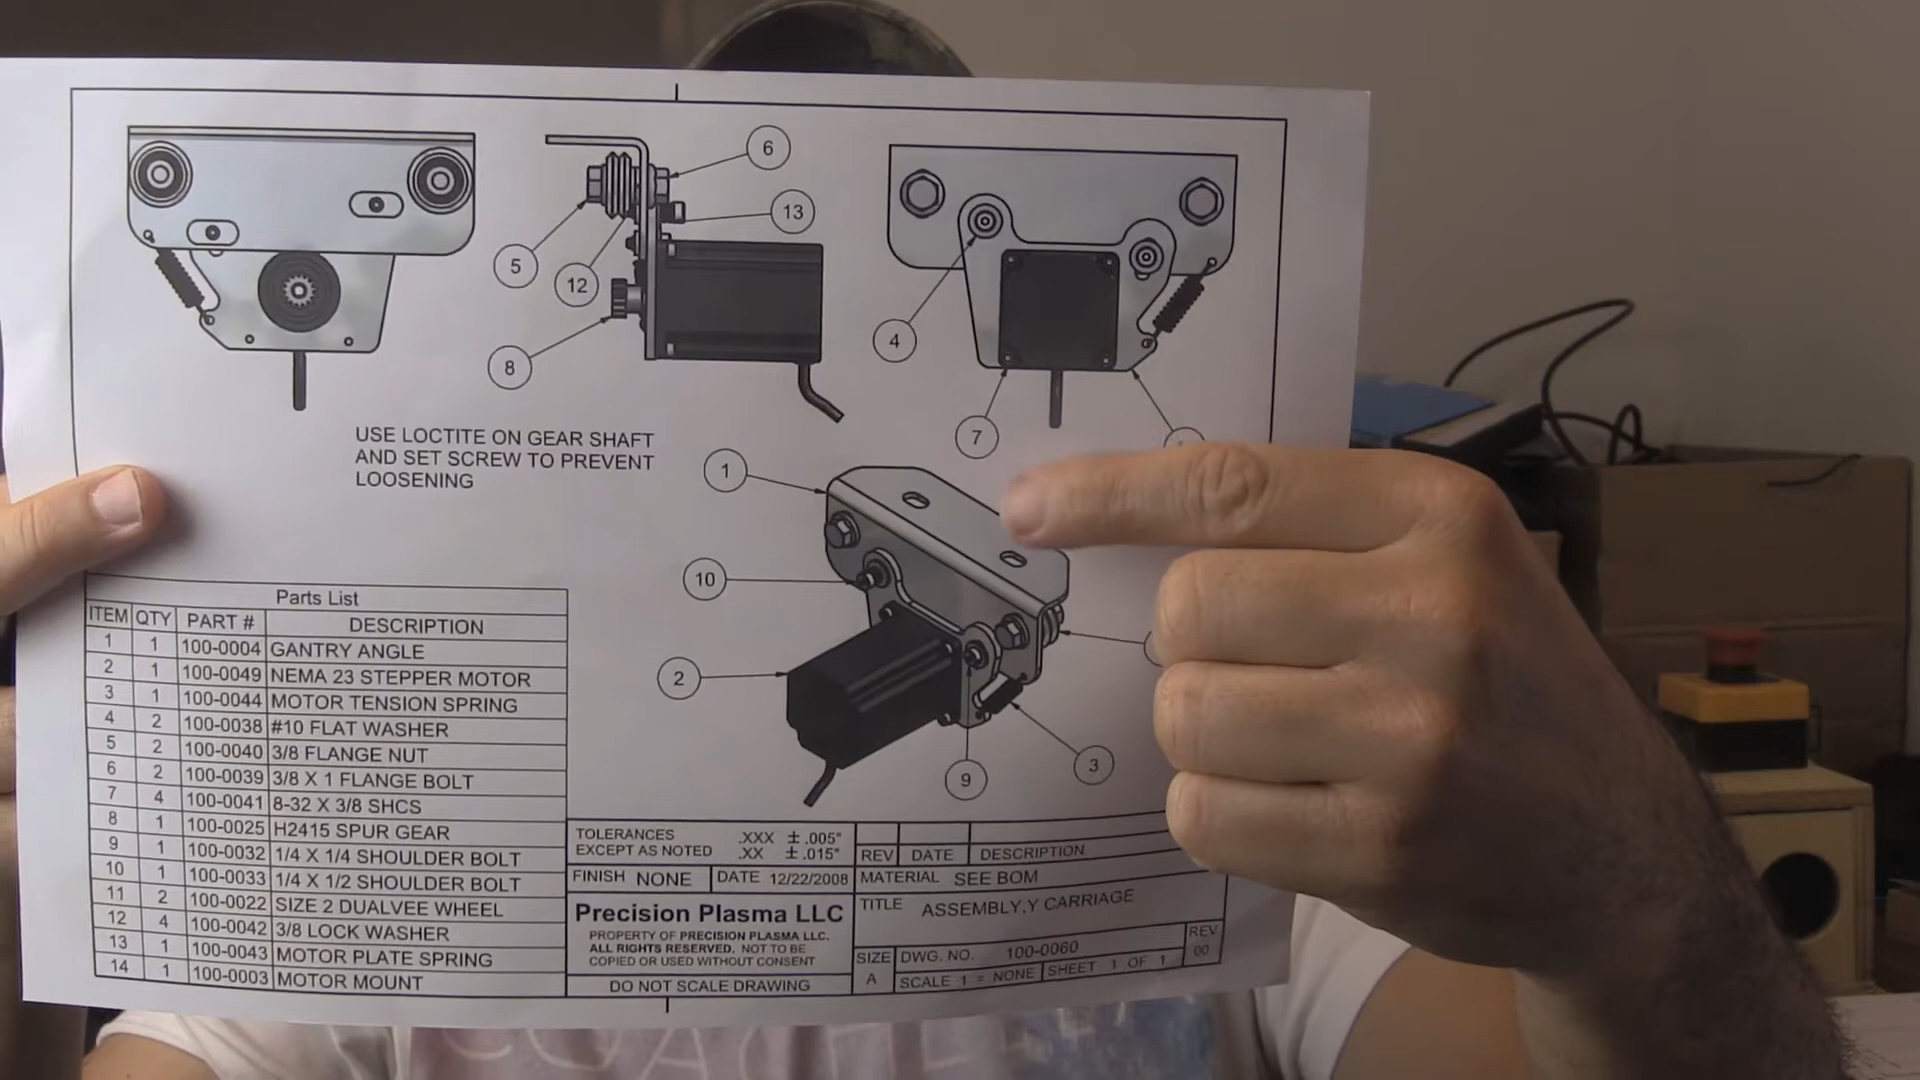 6
13
5
12
4
8
7
USE LOCTITE ON GEAR SHAFT
AND SET SCREW TO PREVENT
LOOSENING
1
10
2
9
3
Parts List
ITEM QTY PART # DESCRIPTION
1 1 100-0004 GANTRY ANGLE
2 1 100-0049 NEMA 23 STEPPER MOTOR
3 1 100-0044 MOTOR TENSION SPRING
4 2 100-0038 #10 FLAT WASHER
5 2 100-0040 3/8 FLANGE NUT
6 2 100-0039 3/8 X 1 FLANGE BOLT
7 4 100-0041 8-32 X 3/8 SHCS
8 1 100-0025 H2415 SPUR GEAR
9 1 100-0032 1/4 X 1/4 SHOULDER BOLT
10 1 100-0033 1/4 X 1/2 SHOULDER BOLT
11 2 100-0022 SIZE 2 DUALVEE WHEEL
12 4 100-0042 3/8 LOCK WASHER
13 1 100-0043 MOTOR PLATE SPRING
14 1 100-0003 MOTOR MOUNT
TOLERANCES .XXX ± .005"
EXCEPT AS NOTED .XX ± .015"
FINISH NONE DATE 12/22/2008
Precision Plasma LLC
PROPERTY OF PRECISION PLASMA LLC.
ALL RIGHTS RESERVED. NOT TO BE
COPIED OR USED WITHOUT CONSENT
DO NOT SCALE DRAWING
REV DATE DESCRIPTION
MATERIAL SEE BOM
TITLE ASSEMBLY,Y CARRIAGE
SIZE A DWG. NO. 100-0060 REV 00
SCALE 1 = NONE SHEET 1 OF 1